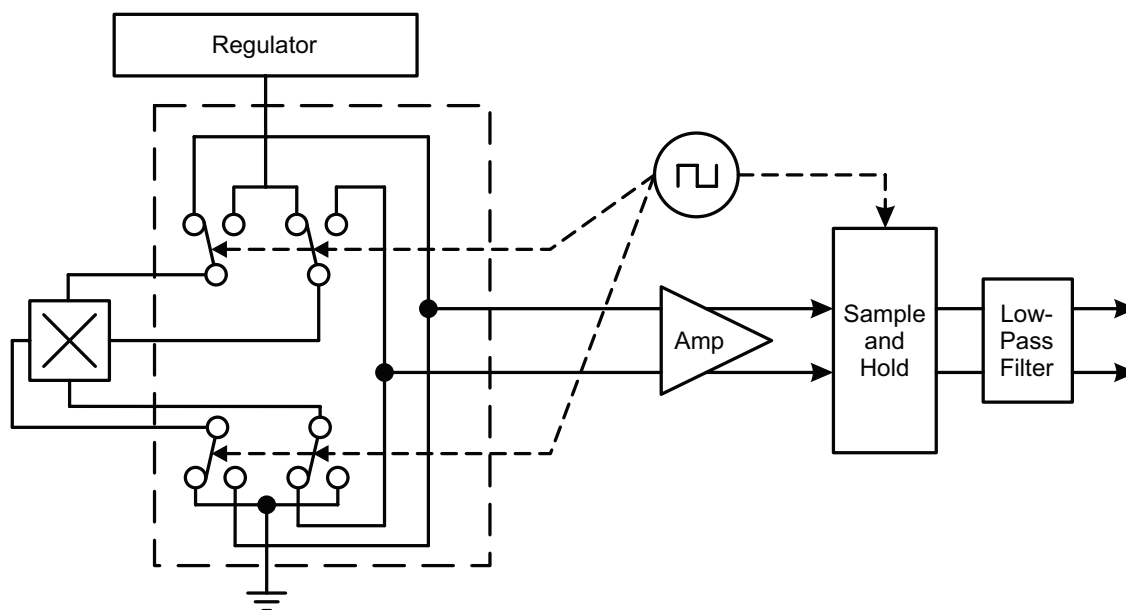 Regulator
Amp
Sample
and
Hold
Low-
Pass
Filter